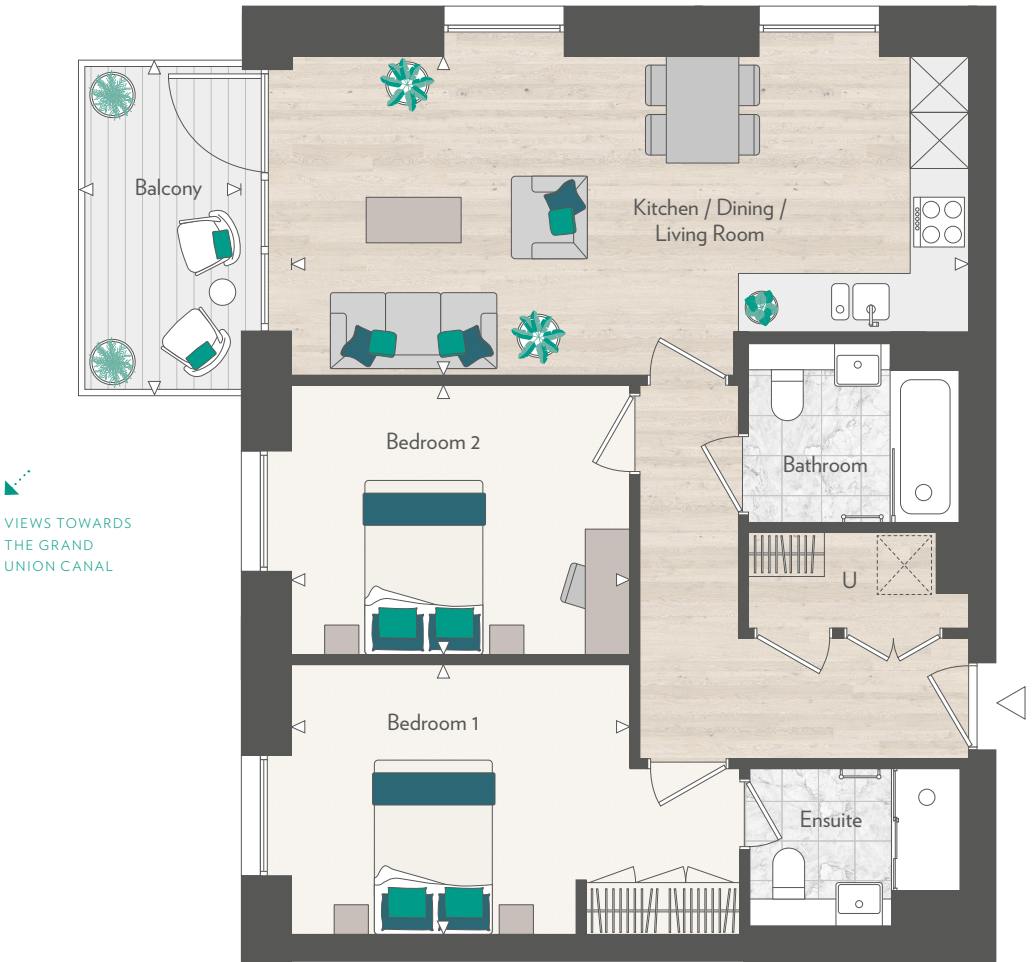 Balcony
Kitchen / Dining /
Living Room
Bedroom 2
Bathroom
VIEWS TOWARDS
THE GRAND
UNION CANAL
U
Bedroom 1
Ensuite